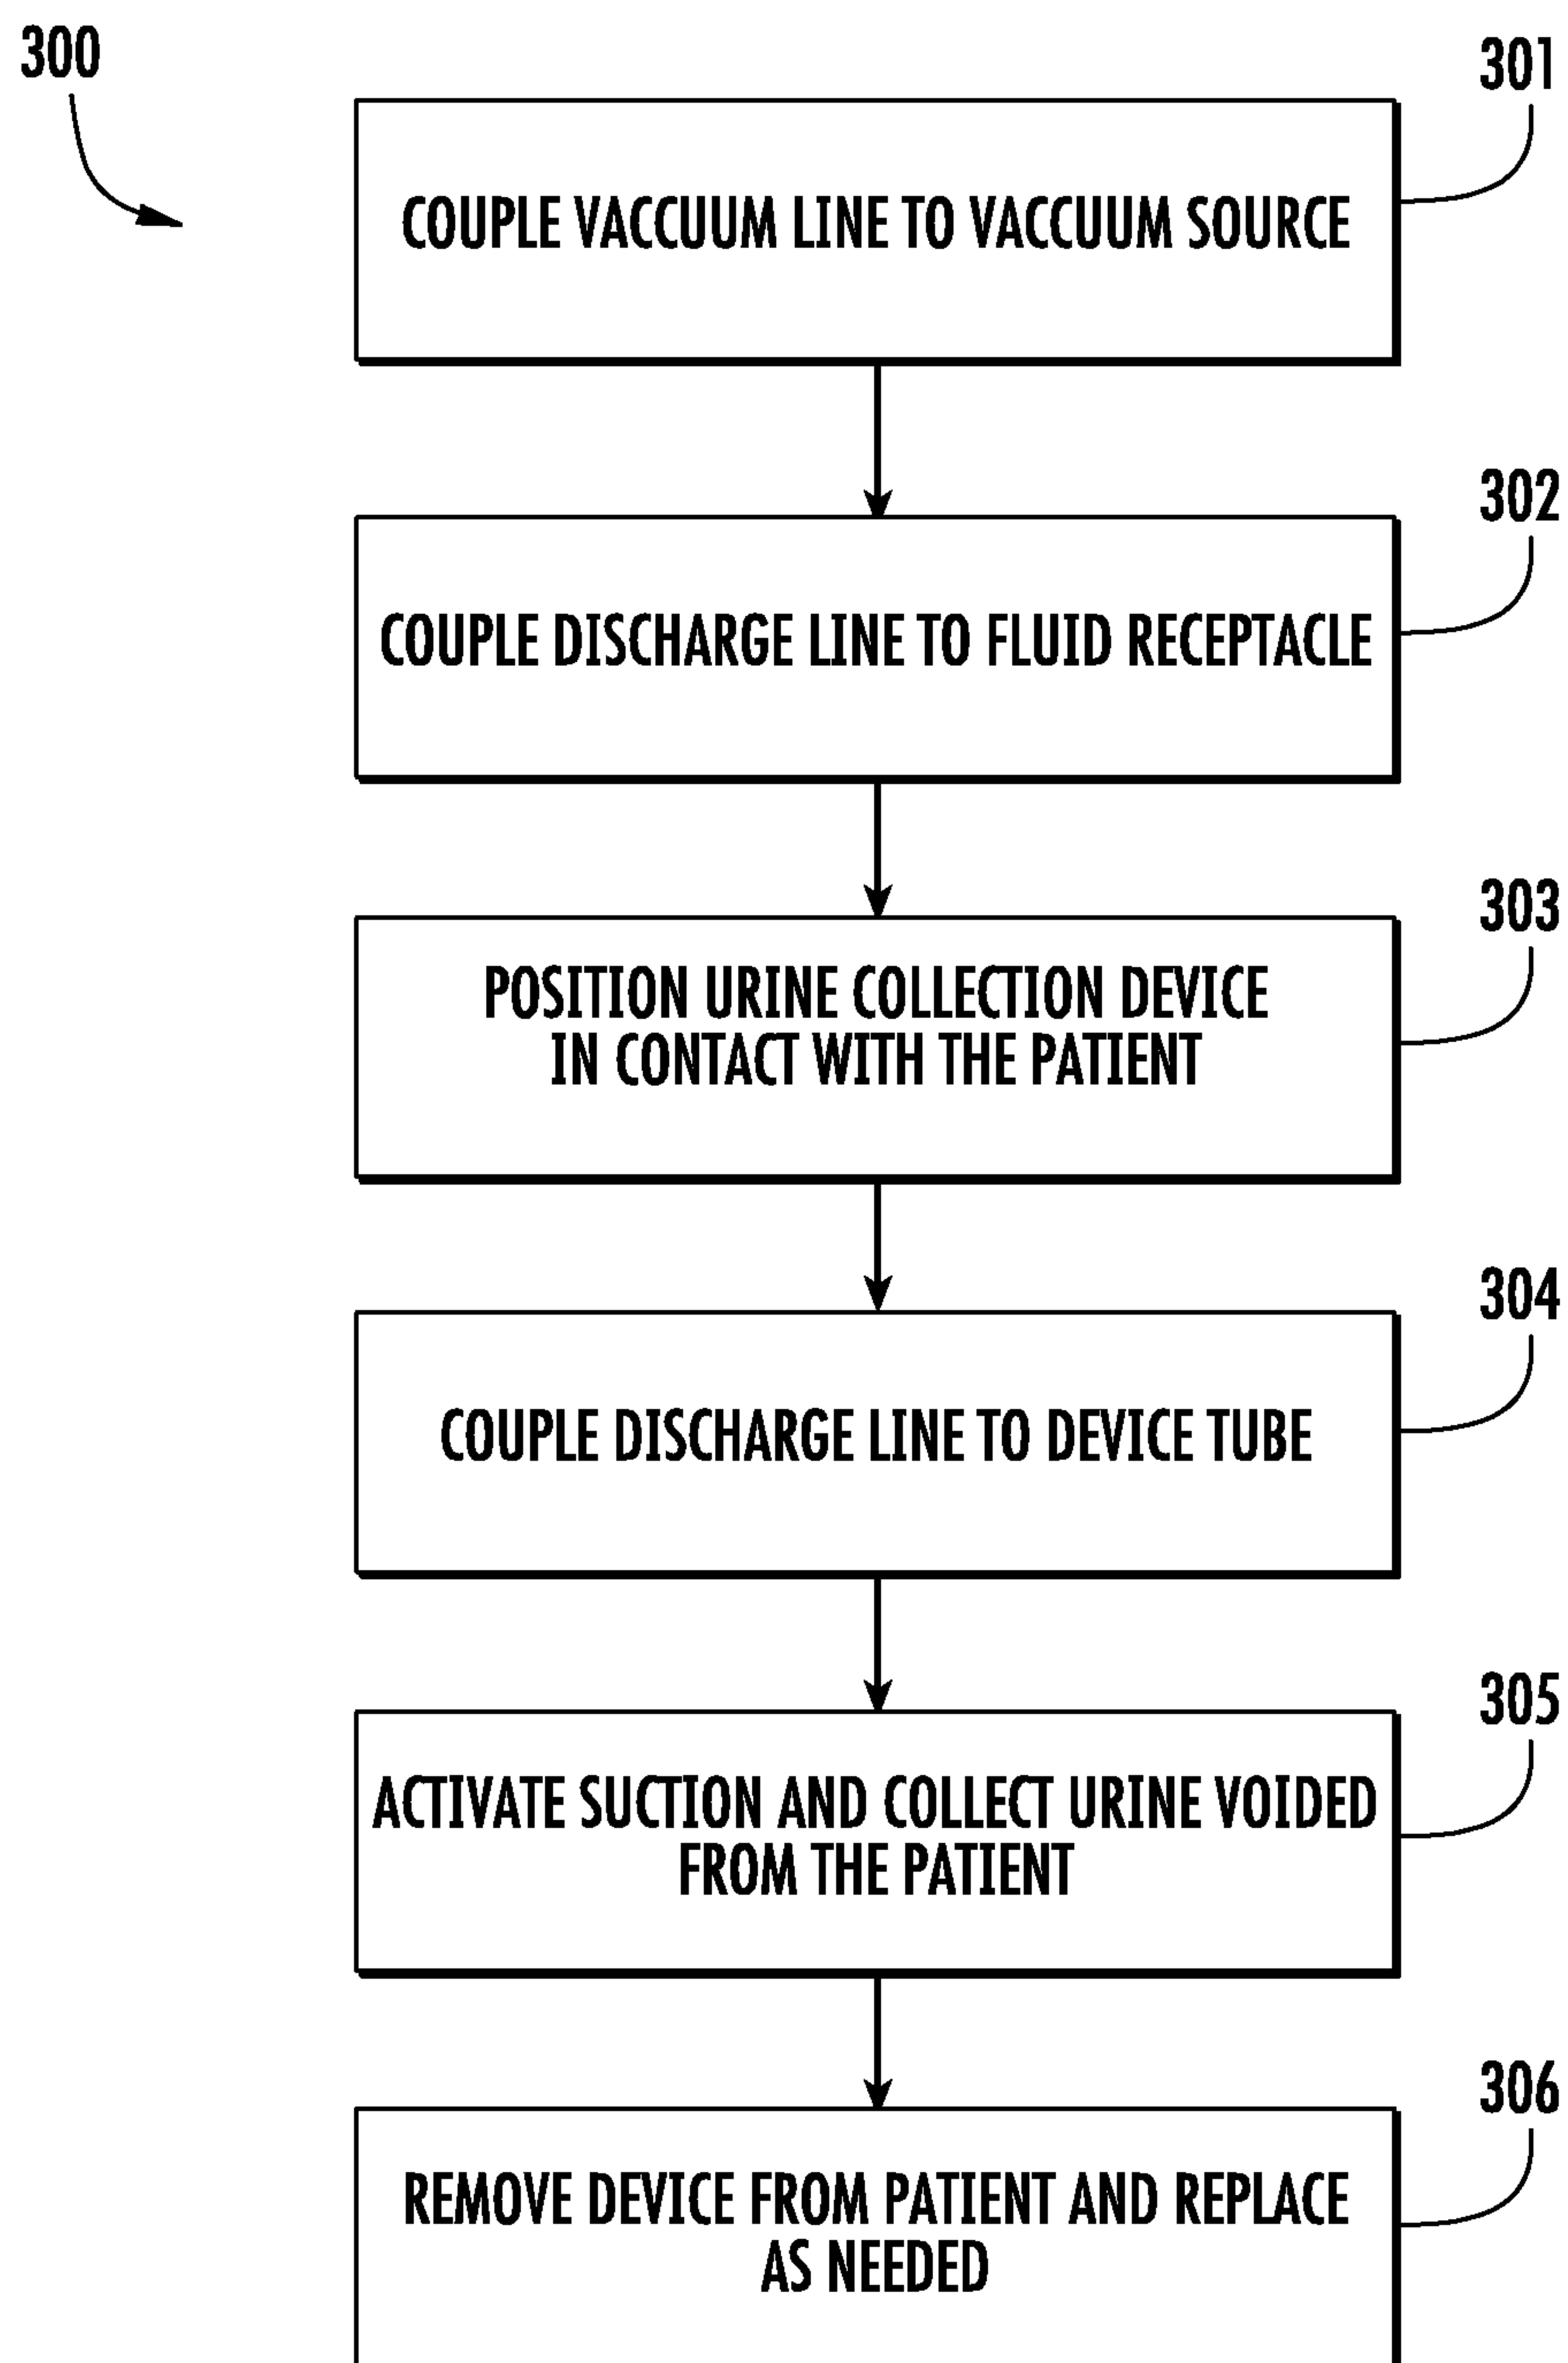 300
301
COUPLE VACCUUM LINE TO VACCUUM SOURCE
302
COUPLE DISCHARGE LINE TO FLUID RECEPTACLE
303
POSITION URINE COLLECTION DEVICE
IN CONTACT WITH THE PATIENT
304
COUPLE DISCHARGE LINE TO DEVICE TUBE
305
ACTIVATE SUCTION AND COLLECT URINE VOIDED
FROM THE PATIENT
306
REMOVE DEVICE FROM PATIENT AND REPLACE
AS NEEDED